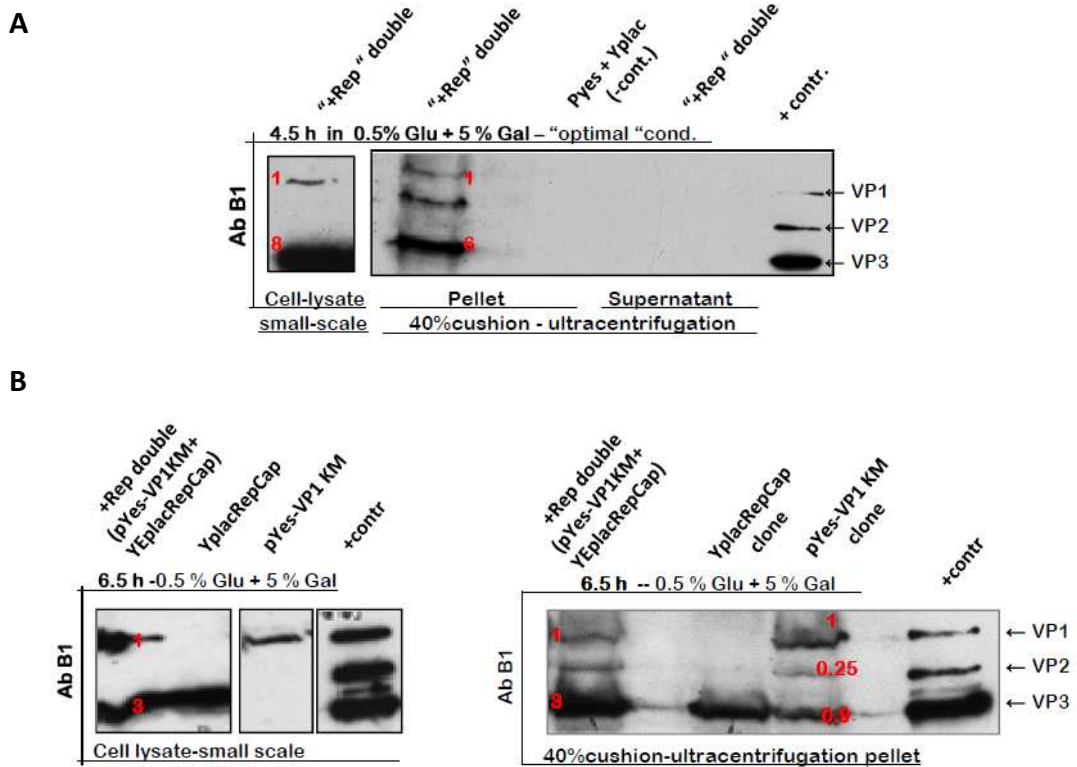 A
“+Rep “ double
“+Rep” double
Pyes + Yplac
(-cont.)
“+Rep” double
+ contr.
4.5 h in 0.5% Glu + 5 % Gal – “optimal “cond.
Ab B1
1
8
1
6
← VP1
← VP2
← VP3
Cell-lysate
small-scale
Pellet
Supernatant
40%cushion - ultracentrifugation
B
+Rep double
(pYes-VP1KM+
YEplacRepCap)
YplacRepCap
pYes-VP1 KM
+contr
6.5 h -0.5 % Glu + 5 % Gal
Ab B1
1
3
Cell lysate-small scale
+Rep double
(pYes-VP1KM+
YEplacRepCap)
YplacRepCap
clone
pYes-VP1 KM
clone
+contr
6.5 h -- 0.5 % Glu + 5 % Gal
Ab B1
1
8
1
0.25
0.9
← VP1
← VP2
← VP3
40%cushion-ultracentrifugation pellet